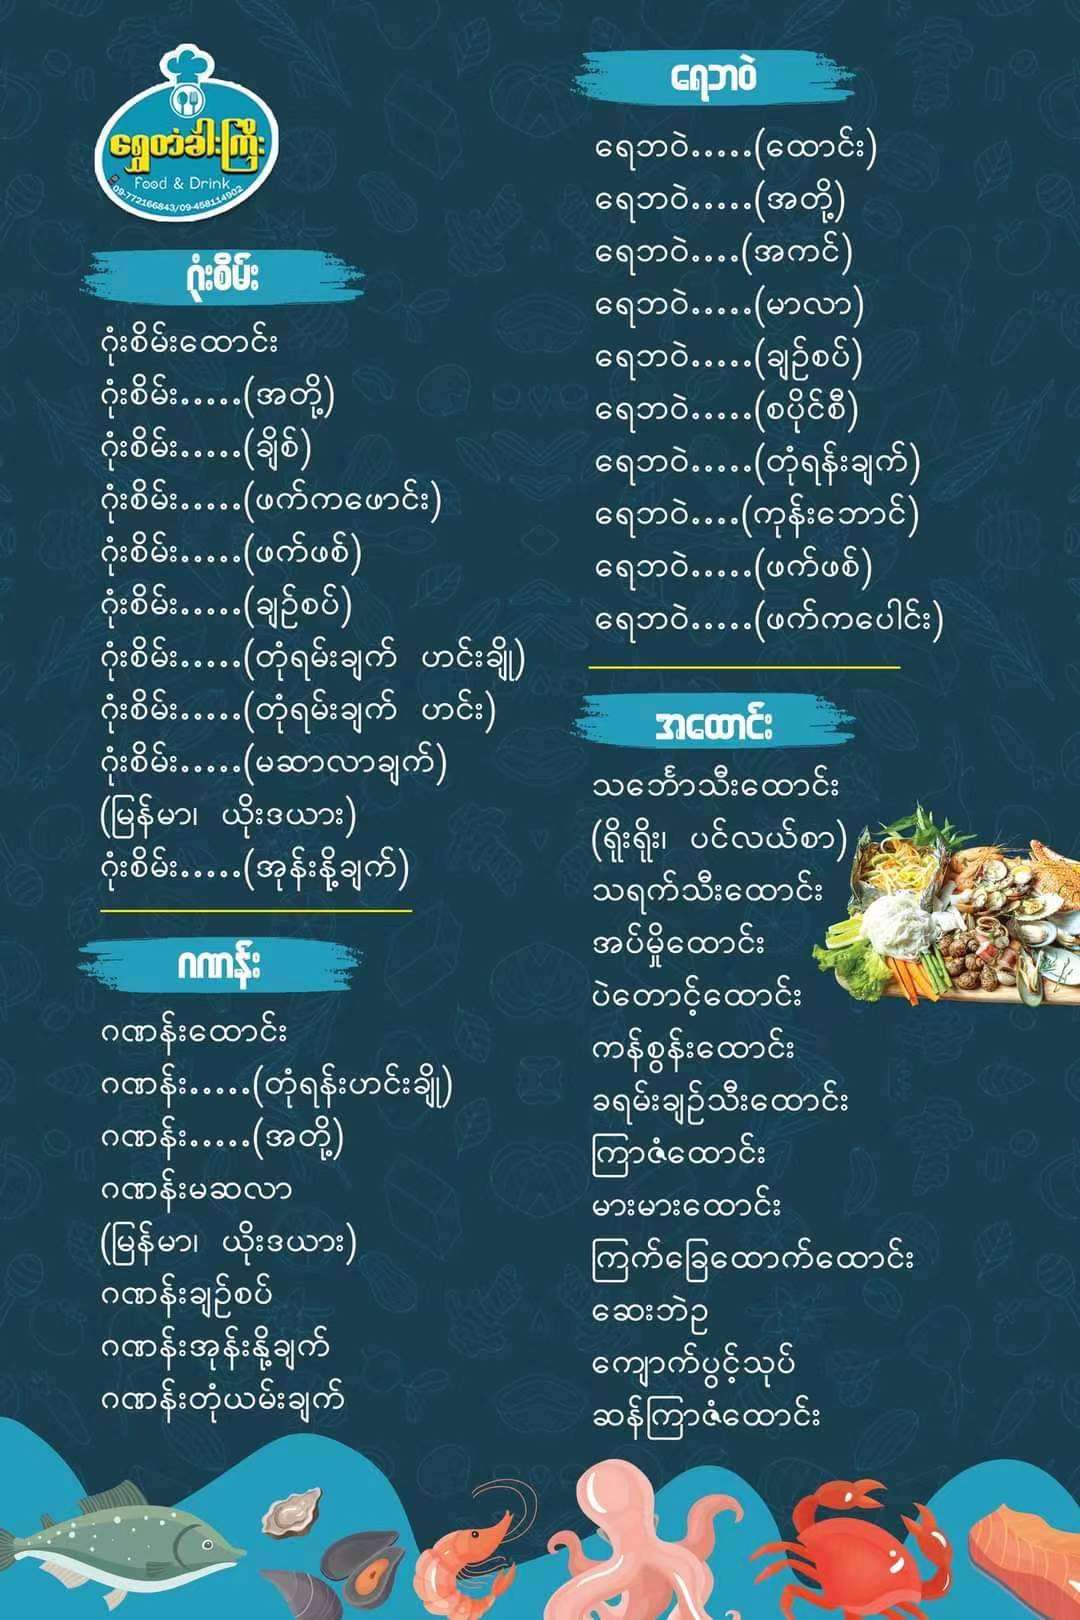 ရွှေတံခါးကြီး
Food & Drink
09-772166843/09-458114902
ဂုံးစိမ်း
ဂုံးစိမ်းထောင်း
ဂုံးစိမ်း.....(အတို့)
ဂုံးစိမ်း.....(ချိစ်)
ဂုံးစိမ်း.....(ဖက်ကဖောင်း)
ဂုံးစိမ်း.....(ဖက်ဖစ်)
ဂုံးစိမ်း.....(ချဉ်စပ်)
ဂုံးစိမ်း.....(တုံရမ်းချက် ဟင်းချို)
ဂုံးစိမ်း.....(တုံရမ်းချက် ဟင်း)
ဂုံးစိမ်း.....(မဆာလာချက်)
(မြန်မာ၊ ယိုးဒယား)
ဂုံးစိမ်း.....(အုန်းနို့ချက်)
ဂဏန်း
ဂဏန်းထောင်း
ဂဏန်း.....(တုံရန်းဟင်းချို)
ဂဏန်း.....(အတို့)
ဂဏန်းမဆလာ
(မြန်မာ၊ ယိုးဒယား)
ဂဏန်းချဉ်စပ်
ဂဏန်းအုန်းနို့ချက်
ဂဏန်းတုံယမ်းချက်
ရေဘဝဲ
ရေဘဝဲ.....(ထောင်း)
ရေဘဝဲ.....(အတို့)
ရေဘဝဲ....(အကင်)
ရေဘဝဲ.....(မာလာ)
ရေဘဝဲ.....(ချဉ်စပ်)
ရေဘဝဲ.....(စပိုင်စီ)
ရေဘဝဲ.....(တုံရန်းချက်)
ရေဘဝဲ....(ကုန်းဘောင်)
ရေဘဝဲ.....(ဖက်ဖစ်)
ရေဘဝဲ.....(ဖက်ကပေါင်း)
အထောင်း
သင်္ဘောသီးထောင်း
(ရိုးရိုး၊ ပင်လယ်စာ)
သရက်သီးထောင်း
အပ်မှိုထောင်း
ပဲတောင့်ထောင်း
ကန်စွန်းထောင်း
ခရမ်းချဉ်သီးထောင်း
ကြာဇံထောင်း
မားမားထောင်း
ကြက်ခြေထောက်ထောင်း
ဆေးဘဲဥ
ကျောက်ပွင့်သုပ်
ဆန်ကြာဇံထောင်း